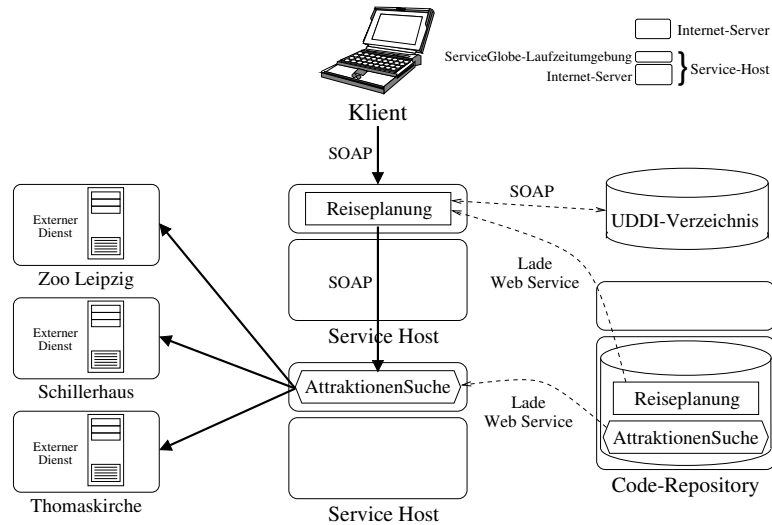 Internet-Server
ServiceGlobe-Laufzeitumgebung
Internet-Server
Service-Host
Klient
SOAP
Reiseplanung
SOAP
UDDI-Verzeichnis
Externer
Dienst
Zoo Leipzig
SOAP
Lade
Web Service
Service Host
Externer
Dienst
Schillerhaus
AttraktionenSuche
Lade
Web Service
Reiseplanung
AttraktionenSuche
Code-Repository
Externer
Dienst
Thomaskirche
Service Host